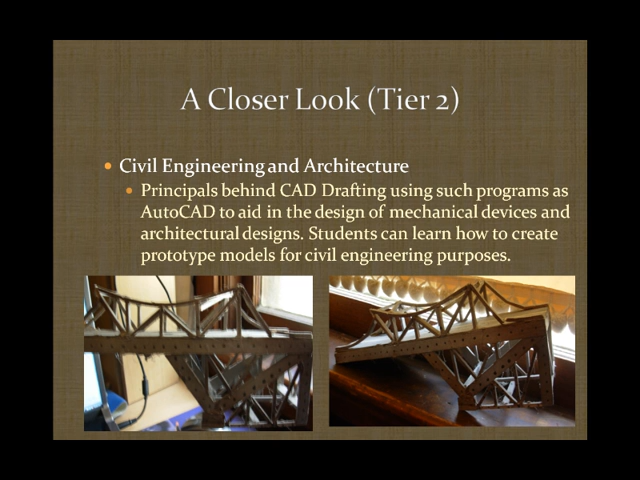 A Closer Look (Tier 2)
Civil Engineering and Architecture
Principals behind CAD Drafting using such programs as
AutoCAD to aid in the design of mechanical devices and
architectural designs. Students can learn how to create
prototype models for civil engineering purposes.